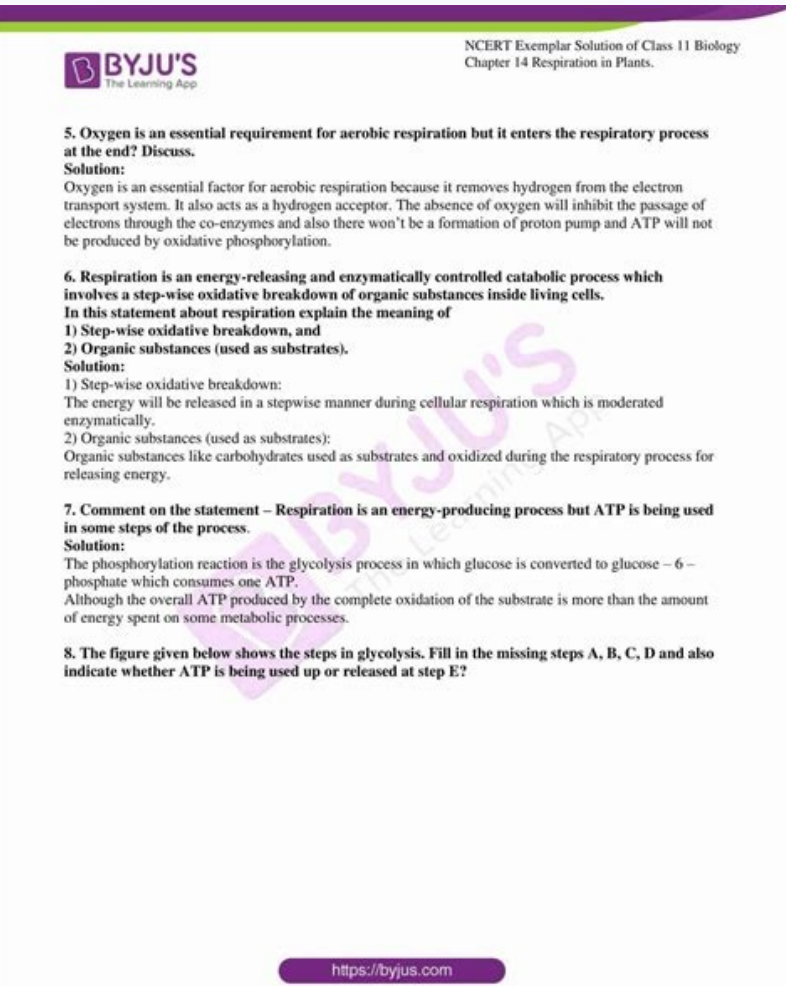 NCERT Exemplar Solution of Class 11 Biology
Chapter 14 Respiration in Plants.
BYJU'S
The Learning App
5. Oxygen is an essential requirement for aerobic respiration but it enters the respiratory process
at the end? Discuss.
Solution:
Oxygen is an essential factor for aerobic respiration because it removes hydrogen from the electron
transport system. It also acts as a hydrogen acceptor. The absence of oxygen will inhibit the passage of
electrons through the co-enzymes and also there won't be a formation of proton pump and ATP will not
be produced by oxidative phosphorylation.
6. Respiration is an energy-releasing and enzymatically controlled catabolic process which
involves a step-wise oxidative breakdown of organic substances inside living cells.
In this statement about respiration explain the meaning of
1) Step-wise oxidative breakdown, and
2) Organic substances (used as substrates).
Solution:
1) Step-wise oxidative breakdown:
The energy will be released in a stepwise manner during cellular respiration which is moderated
enzymatically.
2) Organic substances (used as substrates):
Organic substances like carbohydrates used as substrates and oxidized during the respiratory process for
releasing energy.
7. Comment on the statement – Respiration is an energy-producing process but ATP is being used
in some steps of the process.
Solution:
The phosphorylation reaction is the glycolysis process in which glucose is converted to glucose – 6 –
phosphate which consumes one ATP.
Although the overall ATP produced by the complete oxidation of the substrate is more than the amount
of energy spent on some metabolic processes.
8. The figure given below shows the steps in glycolysis. Fill in the missing steps A, B, C, D and also
indicate whether ATP is being used up or released at step E?
BYJU'S
The Learning App
https://byjus.com